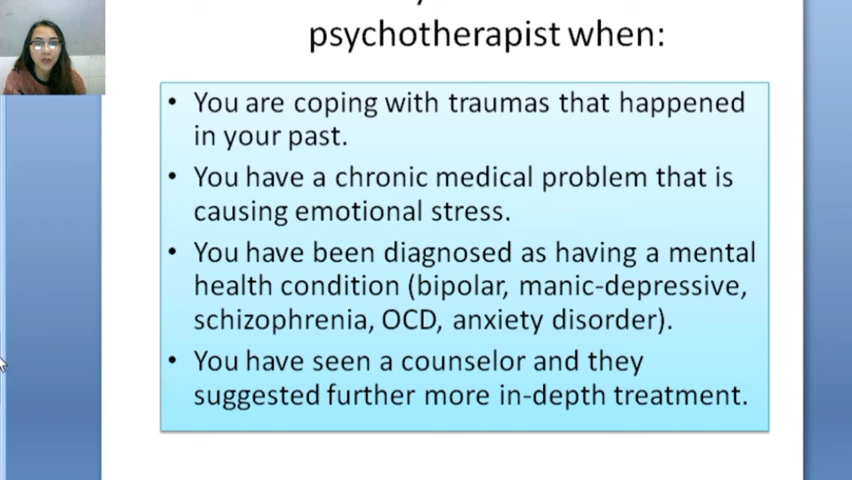 psychotherapist when:
• You are coping with traumas that happened
in your past.
• You have a chronic medical problem that is
causing emotional stress.
• You have been diagnosed as having a mental
health condition (bipolar, manic-depressive,
schizophrenia, OCD, anxiety disorder).
• You have seen a counselor and they
suggested further more in-depth treatment.